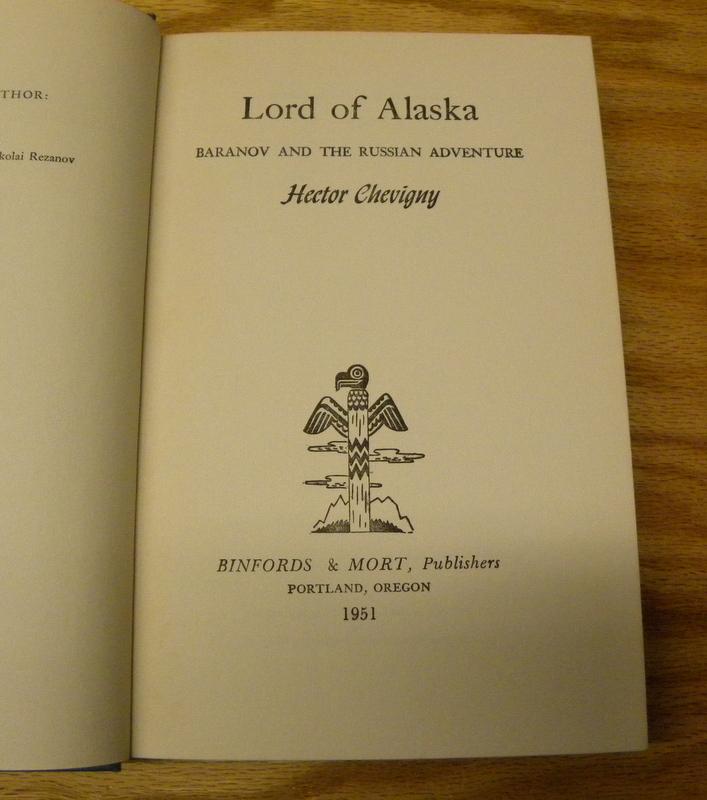 THOR:
kolai Rezanov
Lord of Alaska
BARANOV AND THE RUSSIAN ADVENTURE
Hector Chevigny
BINFORDS & MORT, Publishers
PORTLAND, OREGON
1951